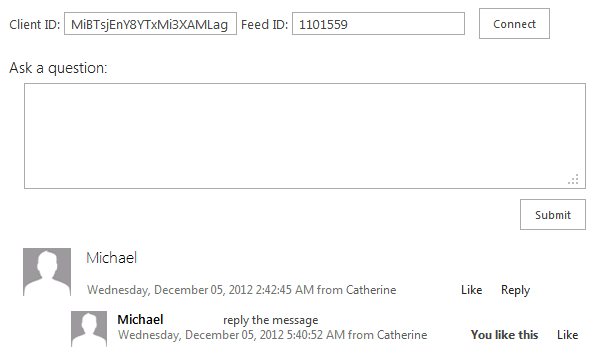 Client ID: MiBTsjEnY8YTxMi3XAMLag Feed ID: 1101559 Connect
Ask a question:
Submit
Michael
Wednesday, December 05, 2012 2:42:45 AM from Catherine Like Reply
Michael reply the message
Wednesday, December 05, 2012 5:40:52 AM from Catherine You like this Like